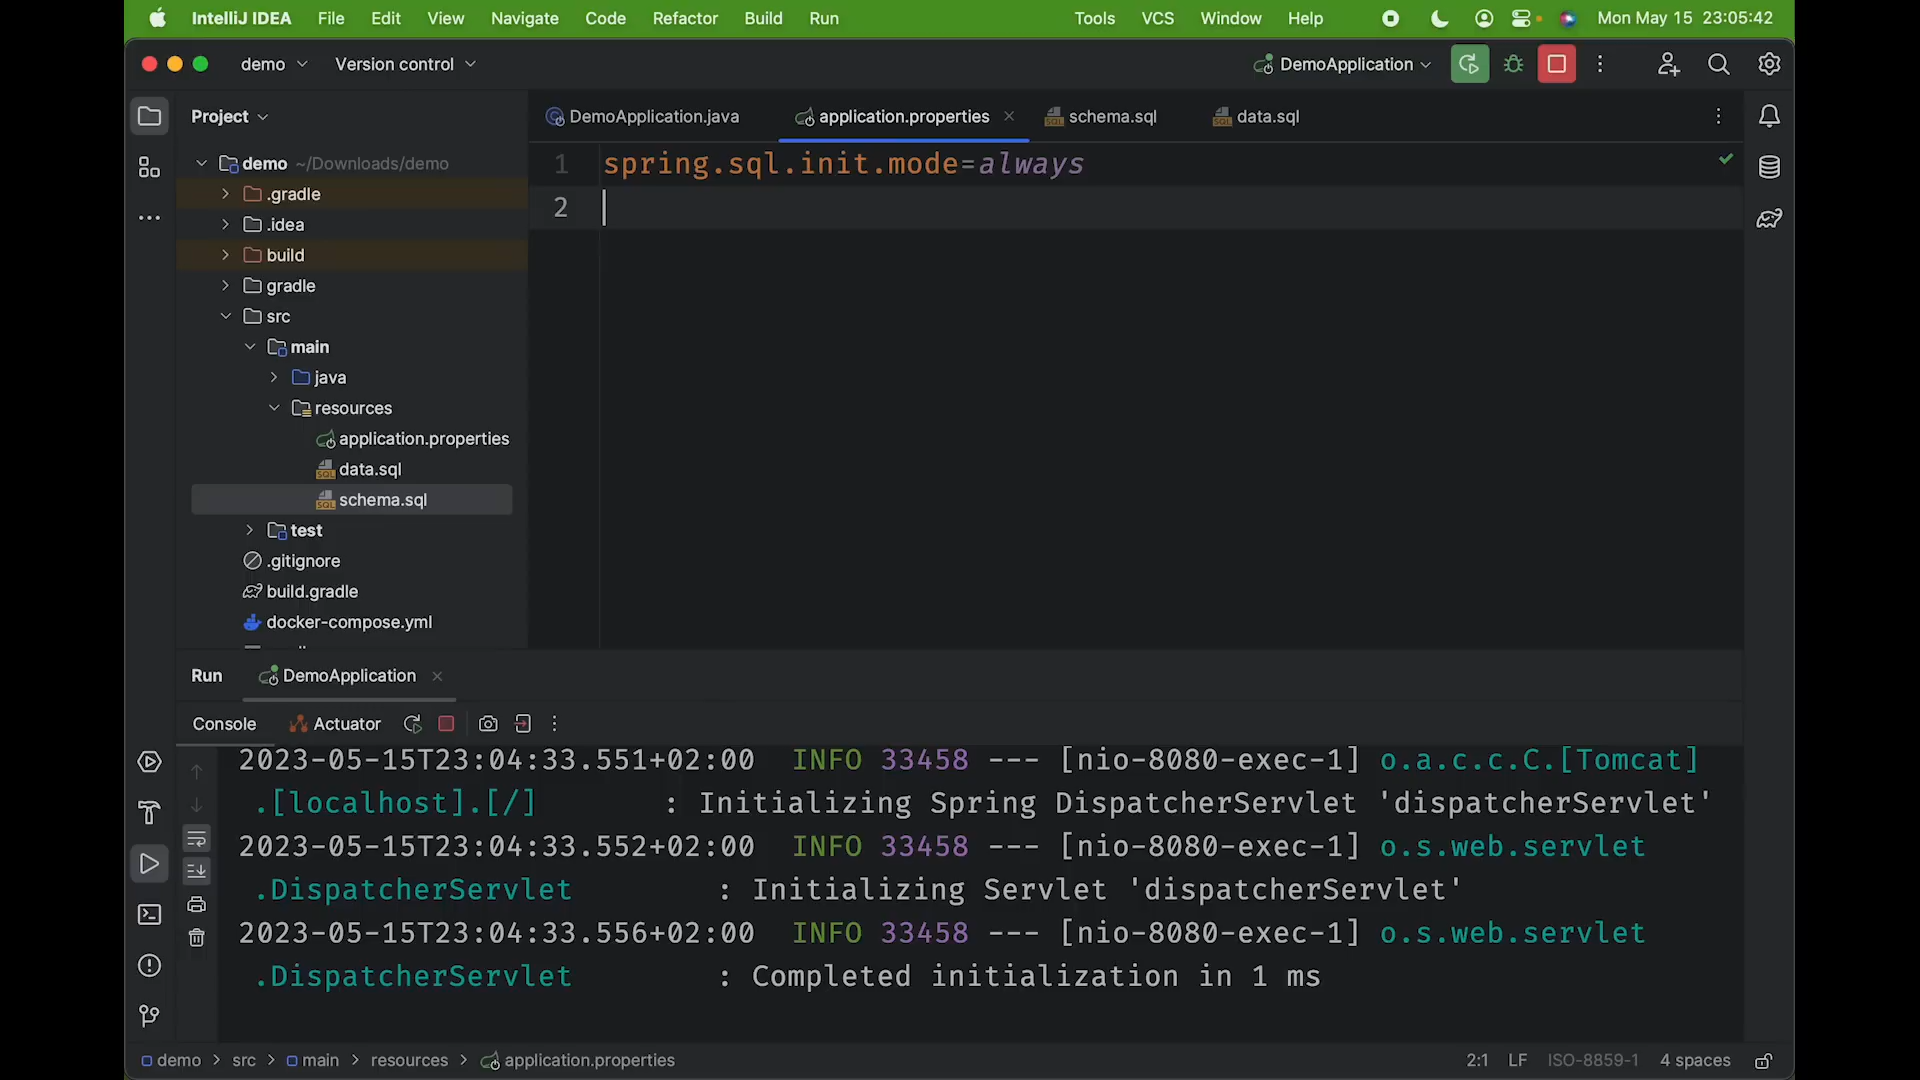 IntelliJ IDEA File Edit View Navigate Code Refactor Build Run Tools VCS Window Help Mon May 15 23:05:42
demo Version control DemoApplication
Project DemoApplication.java application.properties schema.sql data.sql
demo ~/Downloads/demo
.gradle
.idea
build
gradle
src
main
java
resources
application.properties
data.sql
schema.sql
test
.gitignore
build.gradle
docker-compose.yml
1 spring.sql.init.mode=always
2
Run DemoApplication
Console Actuator
2023-05-15T23:04:33.551+02:00  INFO 33458 --- [nio-8080-exec-1] o.a.c.c.C.[Tomcat]
.[localhost].[/] : Initializing Spring DispatcherServlet 'dispatcherServlet'
2023-05-15T23:04:33.552+02:00  INFO 33458 --- [nio-8080-exec-1] o.s.web.servlet
.DispatcherServlet : Initializing Servlet 'dispatcherServlet'
2023-05-15T23:04:33.556+02:00  INFO 33458 --- [nio-8080-exec-1] o.s.web.servlet
.DispatcherServlet : Completed initialization in 1 ms
demo > src > main > resources > application.properties 2:1 LF ISO-8859-1 4 spaces